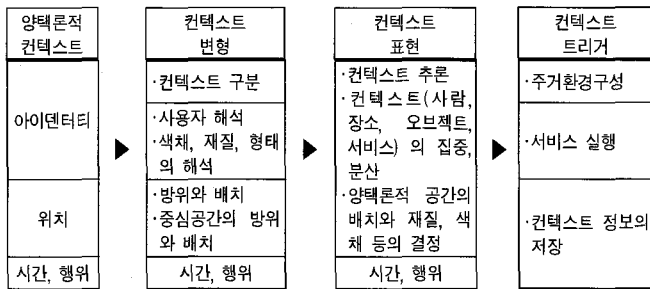 양택론적
컨텍스트
아이덴터티
위치
시간, 행위
컨텍스트
변형
·컨텍스트 구분
·사용자 해석
·색채, 재질, 형태
의 해석
·방위와 배치
·중심공간의 방위
와 배치
시간, 행위
컨텍스트
표현
·컨텍스트 추론
·컨텍스트(사람,
장소, 오브젝트,
서비스) 의 집중,
분산
·양택론적 공간의
배치와 재질, 색
채 등의 결정
시간, 행위
컨텍스트
트리거
·주거환경구성
·서비스 실행
·컨텍스트 정보의
저장